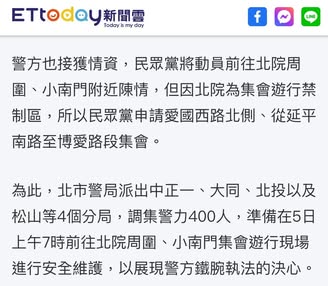 ETtoday新聞雲
Today is my day
警方也接獲情資，民眾黨將動員前往北院周
圍、小南門附近陳情，但因北院為集會遊行禁
制區，所以民眾黨申請愛國西路北側、從延平
南路至博愛路段集會。
為此，北市警局派出中正一、大同、北投以及
松山等4個分局，調集警力400人，準備在5日
上午7時前往北院周圍、小南門集會遊行現場
進行安全維護，以展現警方鐵腕執法的決心。